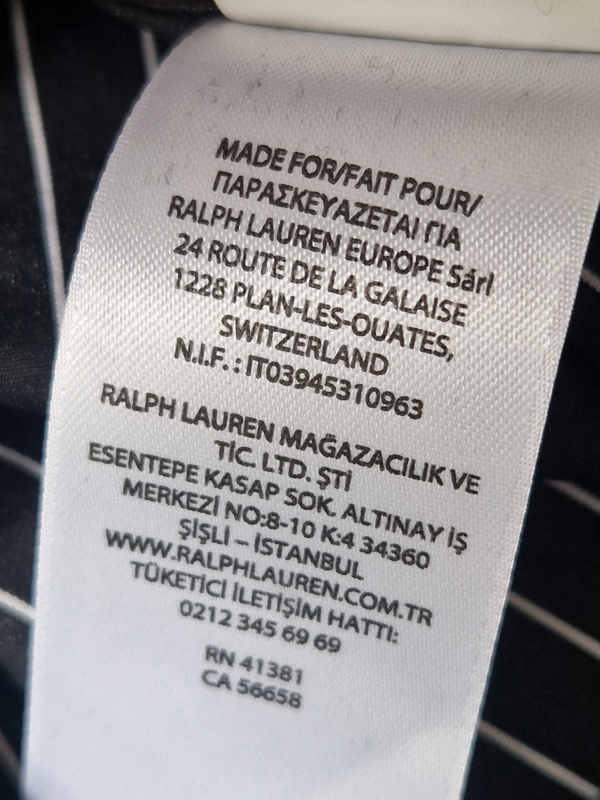 MADE FOR/FAIT POUR/
ΠΑΡΑΣΚΕΥΑΖΕΤΑΙ ΓΙΑ
RALPH LAUREN EUROPE Sárl
24 ROUTE DE LA GALAISE
1228 PLAN-LES-OUATES,
SWITZERLAND
N.I.F. : IT03945310963
RALPH LAUREN MAĞAZACILIK VE
TİC. LTD. ŞTİ
ESENTEPE KASAP SOK. ALTINAY İŞ
MERKEZİ NO:8-10 K:4 34360
ŞİŞLİ – İSTANBUL
WWW.RALPHLAUREN.COM.TR
TÜKETİCİ İLETİŞİM HATTI:
0212 345 69 69
RN 41381
CA 56658